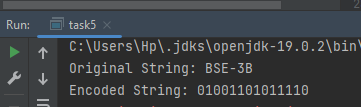 Run: task5
C:\Users\Hp\.jdks\openjdk-19.0.2\bin\
Original String: BSE-3B
Encoded String: 01001101011110